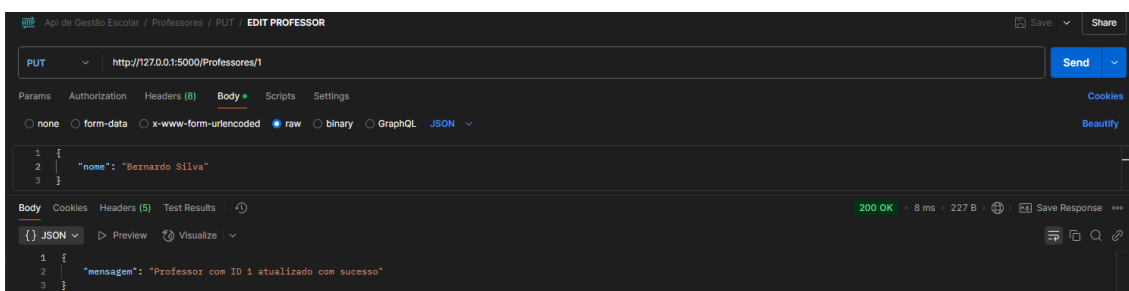 HTTP Api de Gestão Escolar / Professores / PUT / EDIT PROFESSOR Save Share
PUT http://127.0.0.1:5000/Professores/1 Send
Params Authorization Headers (8) Body Scripts Settings Cookies
none form-data x-www-form-urlencoded raw binary GraphQL JSON Beautify
1 {
2 "nome": "Bernardo Silva"
3 }
Body Cookies Headers (5) Test Results 200 OK 8 ms 227 B Save Response
{} JSON Preview Visualize
1 {
2 "mensagem": "Professor com ID 1 atualizado com sucesso"
3 }